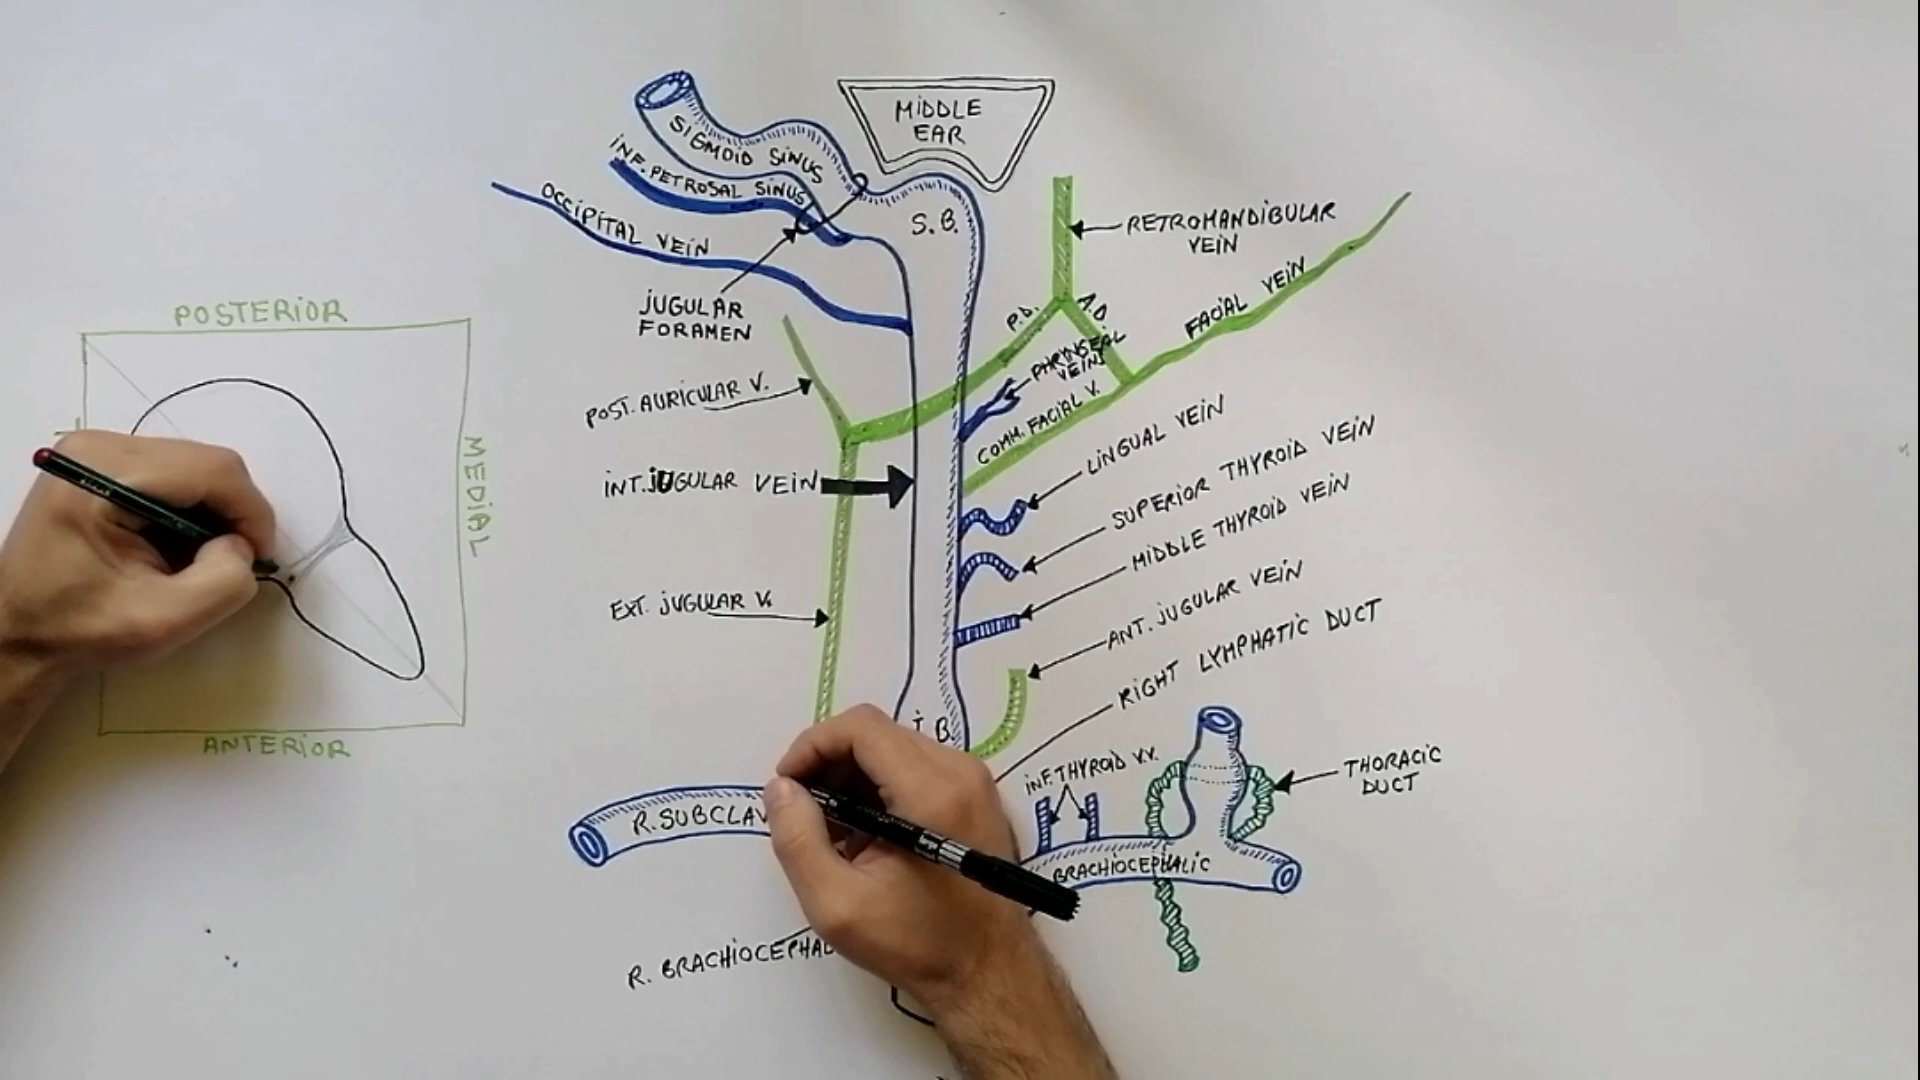 MIDDLE
EAR
SIGMOID SINUS
INF. PETROSAL SINUS
OCCIPITAL VEIN
S.B.
RETROMANDIBULAR
VEIN
JUGULAR
FORAMEN
P.D.
A.D
FACIAL VEIN
POSTERIOR
VEINS
POST. AURICULAR V.
COMM. FACIAL V.
LINGUAL VEIN
INT. JUGULAR VEIN
SUPERIOR THYROID VEIN
MEDIAL
MIDDLE THYROID VEIN
EXT. JUGULAR V.
ANT. JUGULAR VEIN
RIGHT LYMPHATIC DUCT
I.B.
ANTERIOR
INF. THYROID V.V.
THORACIC
DUCT
R. SUBCLAV
BRACHIOCEPHALIC
R. BRACHIOCEPHAL